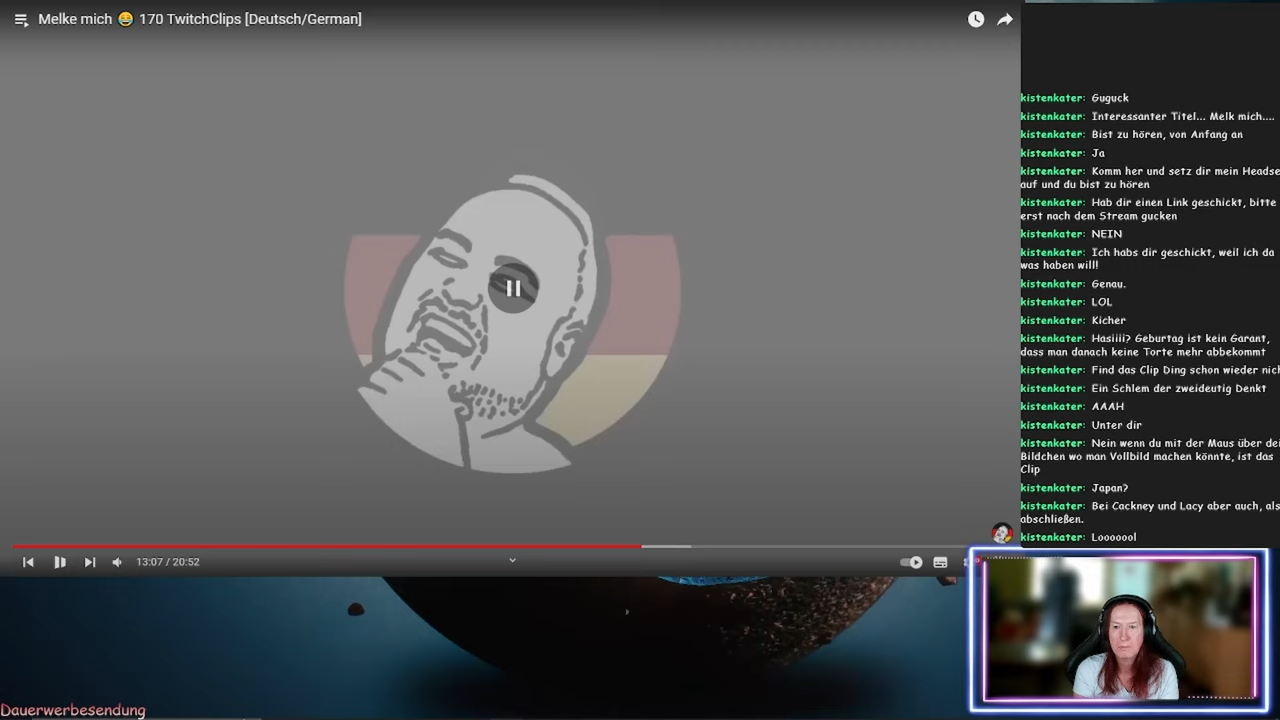 Melke mich 😂 170 TwitchClips [Deutsch/German]
kistenkater: Guguck
kistenkater: Interessanter Titel... Melk mich....
kistenkater: Bist zu hören, von Anfang an
kistenkater: Ja
kistenkater: Komm her und setz dir mein Headse
auf und du bist zu hören
kistenkater: Hab dir einen Link geschickt, bitte
erst nach dem Stream gucken
kistenkater: NEIN
kistenkater: Ich habs dir geschickt, weil ich da
was haben will!
kistenkater: Genau.
kistenkater: LOL
kistenkater: Kicher
kistenkater: Hasiiii? Geburtag ist kein Garant,
dass man danach keine Torte mehr abbekommt
kistenkater: Find das Clip Ding schon wieder nich
kistenkater: Ein Schlem der zweideutig Denkt
kistenkater: AAAH
kistenkater: Unter dir
kistenkater: Nein wenn du mit der Maus über de
Bildchen wo man Vollbild machen könnte, ist das
Clip
kistenkater: Japan?
kistenkater: Bei Cackney und Lacy aber auch, als
abschließen.
kistenkater: Looooool
13:07 / 20:52
Dauerwerbesendung